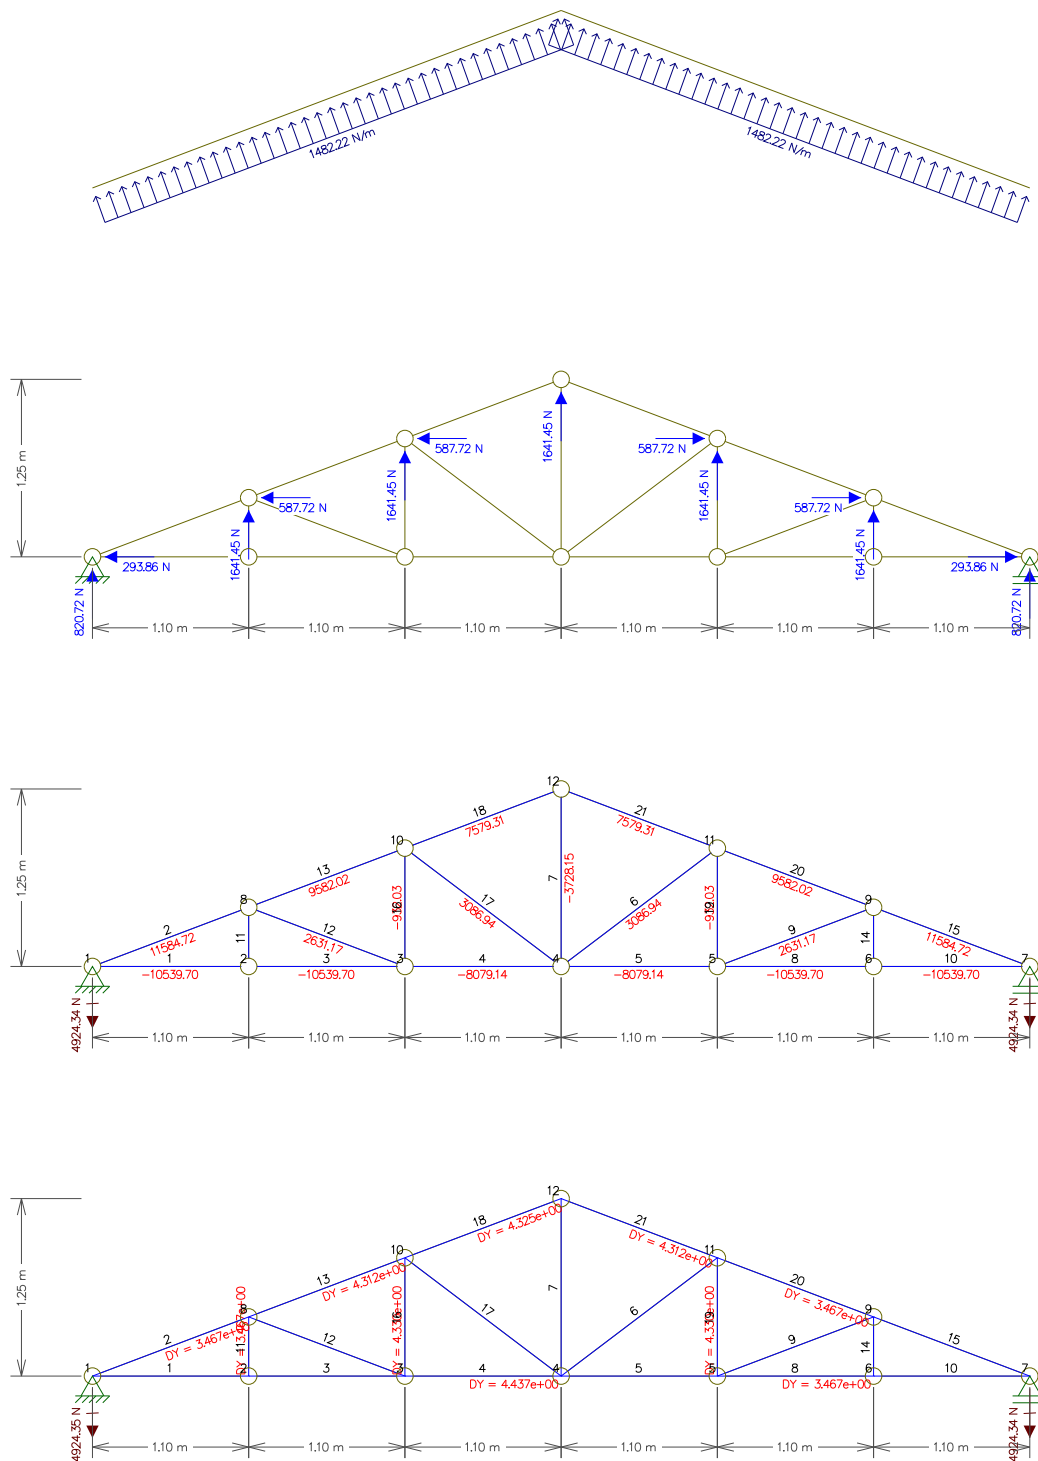 1482.22 N/m 1482.22 N/m
1.25 m
1641.45 N
587.72 N 587.72 N
1641.45 N 1641.45 N
587.72 N 587.72 N
1641.45 N 1641.45 N
293.86 N 293.86 N
820.72 N 820.72 N
1.10 m 1.10 m 1.10 m 1.10 m 1.10 m 1.10 m
12
18 21
7579.31 7579.31
10 11
1.25 m
13 7 20
9582.02 -3728.15 9582.02
8 17 6 9
3086.94 3086.94
2 11 12 19 9 14 15
11584.72 2631.17 2631.17 11584.72
1 1 2 3 3 4 4 5 5 8 6 10 7
-10539.70 -10539.70 -8079.14 -8079.14 -10539.70 -10539.70
4924.34 N 4924.34 N
1.10 m 1.10 m 1.10 m 1.10 m 1.10 m 1.10 m
12
18 21
DY = 4.325e+00 DY = 4.312e+00
10 11
1.25 m
13 7 20
DY = 4.312e+00 DY = 3.467e+00
17 6 9
2 12 9 14 15
DY = 3.467e+00
1 1 3 4 4 5 8 6 10 7
DY = 4.437e+00 DY = 3.467e+00
4924.35 N 4924.34 N
1.10 m 1.10 m 1.10 m 1.10 m 1.10 m 1.10 m